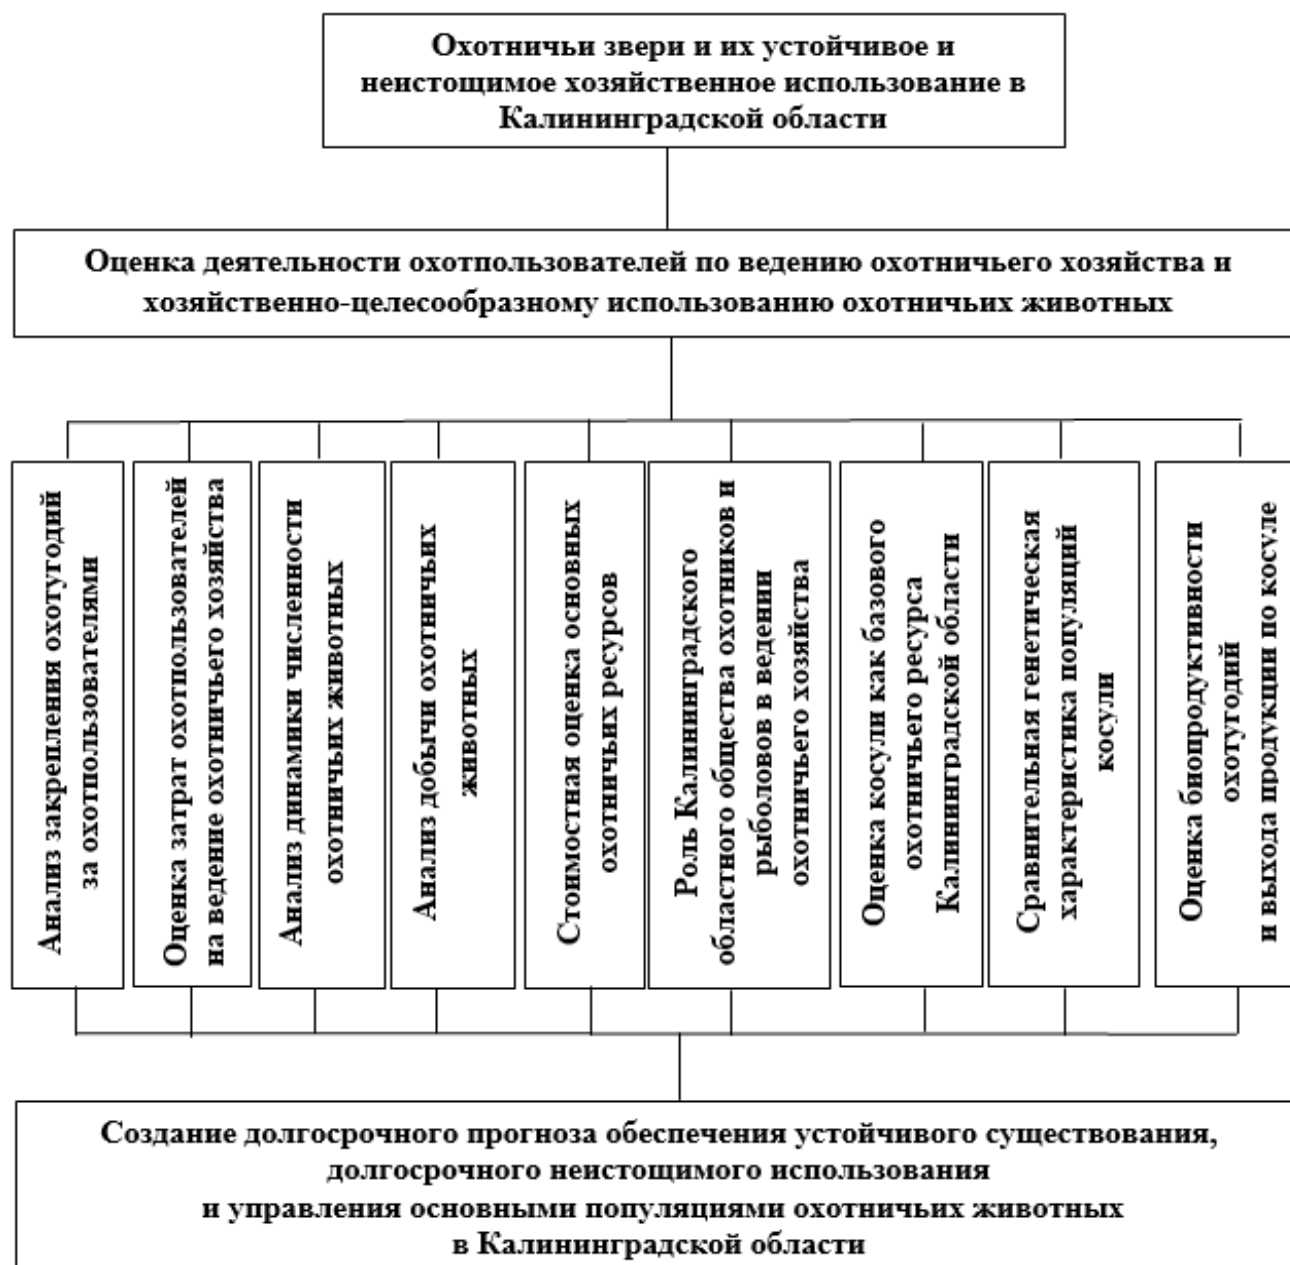 Охотничьи звери и их устойчивое и
неистощимое хозяйственное использование в
Калининградской области
Оценка деятельности охотпользователей по ведению охотничьего хозяйства и
хозяйственно-целесообразному использованию охотничьих животных
Анализ закрепления охотугодий
за охотпользователями
Оценка затрат охотпользователей
на ведение охотничьего хозяйства
Анализ динамики численности
охотничьих животных
Анализ добычи охотничьих
животных
Стоимостная оценка основных
охотничьих ресурсов
Роль Калининградского
областного общества охотников и
рыболовов в ведении
охотничьего хозяйства
Оценка косули как базового
охотничьего ресурса
Калининградской области
Сравнительная генетическая
характеристика популяций
косули
Оценка биопродуктивности
охотугодий
и выхода продукции по косуле
Создание долгосрочного прогноза обеспечения устойчивого существования,
долгосрочного неистощимого использования
и управления основными популяциями охотничьих животных
в Калининградской области